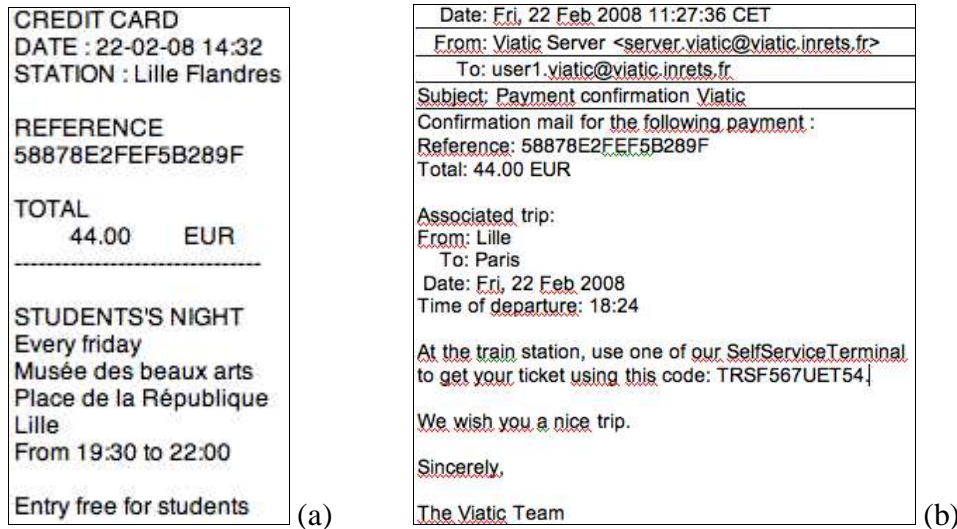 CREDIT CARD
DATE : 22-02-08 14:32
STATION : Lille Flandres
REFERENCE
58878E2FEF5B289F
TOTAL
44.00 EUR
--------------------------------
STUDENTS'S NIGHT
Every friday
Musée des beaux arts
Place de la République
Lille
From 19:30 to 22:00
Entry free for students
(a)
Date: Fri, 22 Feb 2008 11:27:36 CET
From: Viatic Server <server.viatic@viatic.inrets.fr>
To: user1.viatic@viatic.inrets.fr
Subject: Payment confirmation Viatic
Confirmation mail for the following payment :
Reference: 58878E2FEF5B289F
Total: 44.00 EUR
Associated trip:
From: Lille
To: Paris
Date: Fri, 22 Feb 2008
Time of departure: 18:24
At the train station, use one of our SelfServiceTerminal
to get your ticket using this code: TRSF567UET54.
We wish you a nice trip.
Sincerely,
The Viatic Team
(b)